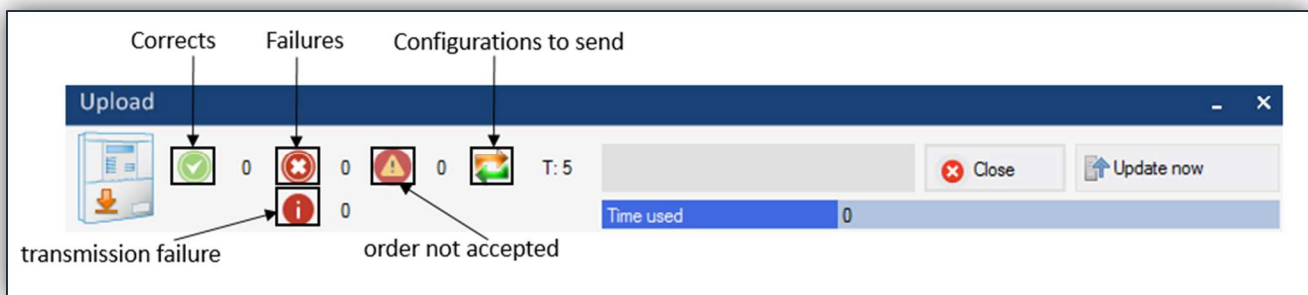 Corrects Failures Configurations to send
Upload
0 0 0 T: 5 Close Update now
0 Time used 0
transmission failure order not accepted